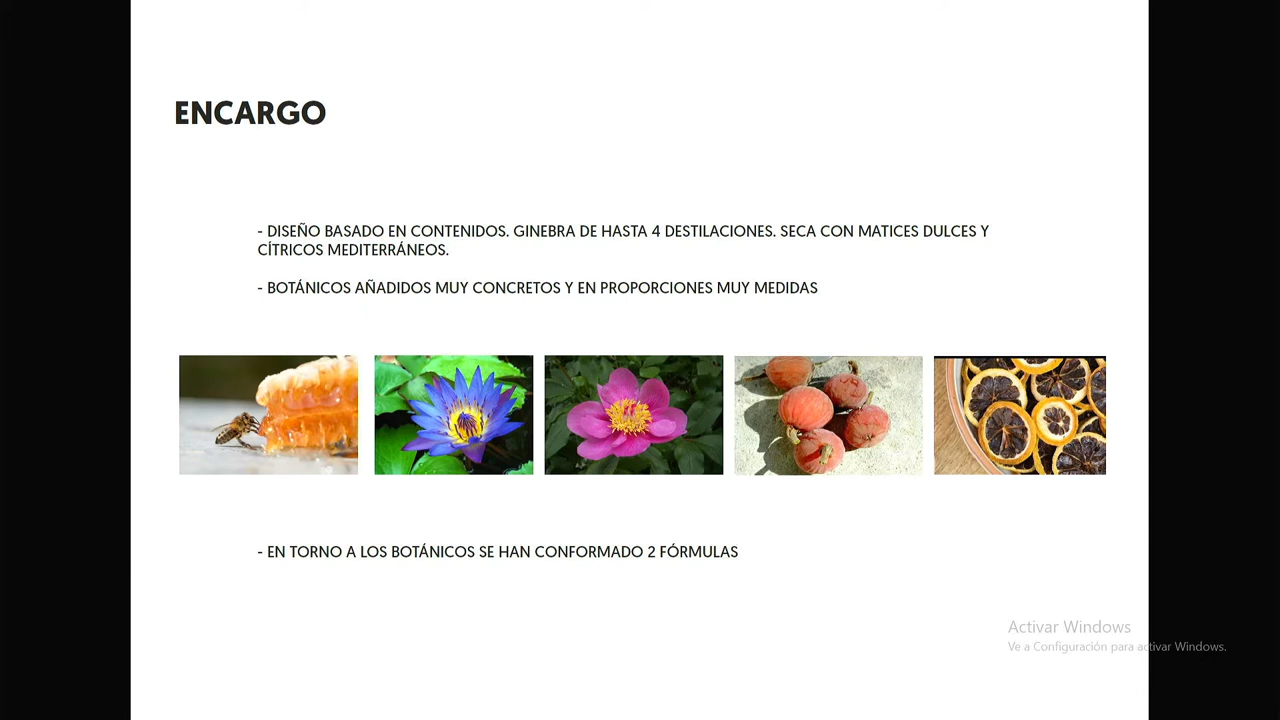 ENCARGO
- DISEÑO BASADO EN CONTENIDOS. GINEBRA DE HASTA 4 DESTILACIONES. SECA CON MATICES DULCES Y
CÍTRICOS MEDITERRÁNEOS.
- BOTÁNICOS AÑADIDOS MUY CONCRETOS Y EN PROPORCIONES MUY MEDIDAS
- EN TORNO A LOS BOTÁNICOS SE HAN CONFORMADO 2 FÓRMULAS
Activar Windows
Ve a Configuración para activar Windows.